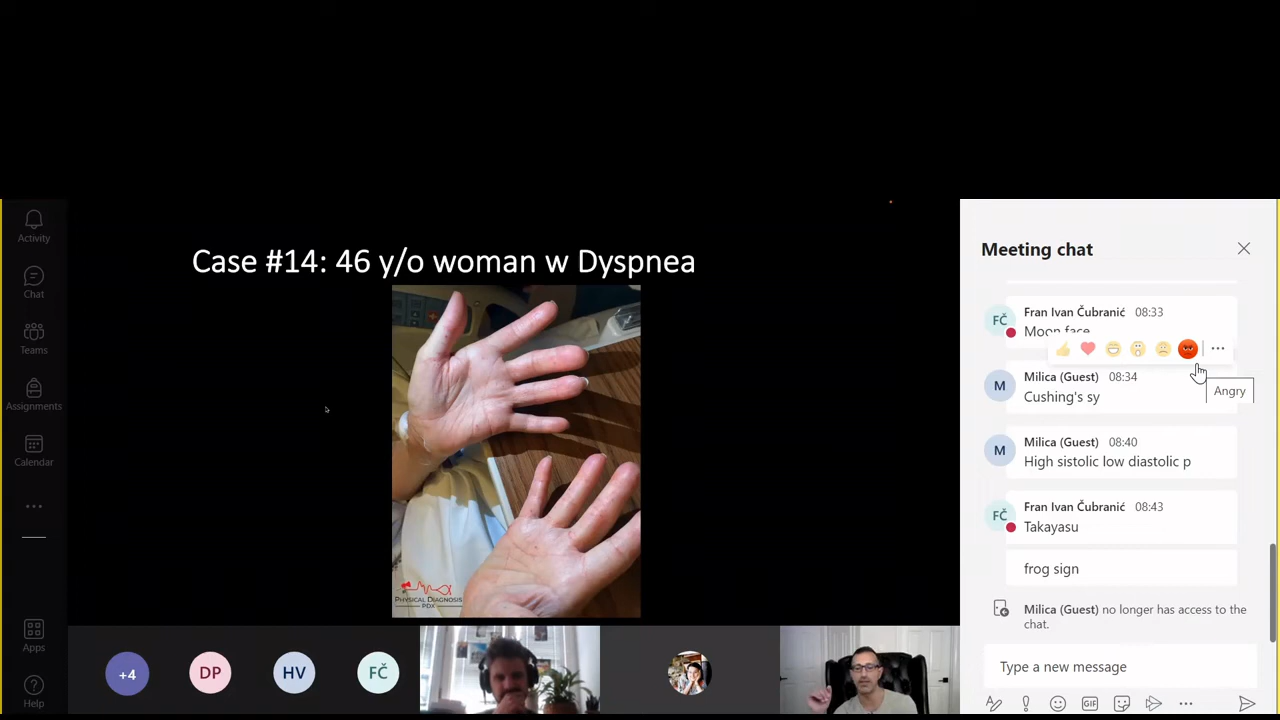 Activity
Chat
Teams
Assignments
Calendar
Apps
Help
Case #14: 46 y/o woman w Dyspnea
PHYSICAL DIAGNOSIS
PDX
+4
DP
HV
FČ
Meeting chat
FČ
Fran Ivan Čubranić 08:33
Moon face
M
Milica (Guest) 08:34
Cushing's sy
Angry
M
Milica (Guest) 08:40
High sistolic low diastolic p
FČ
Fran Ivan Čubranić 08:43
Takayasu
frog sign
Milica (Guest) no longer has access to the
chat.
Type a new message
GIF